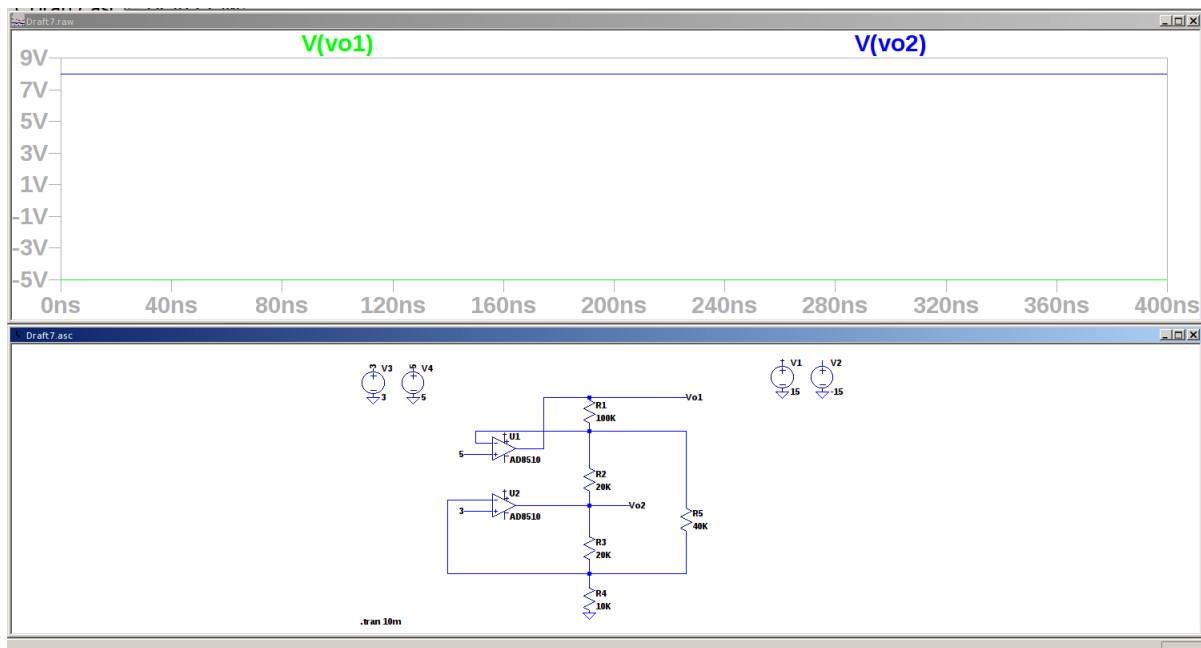 Draft7.raw
V(vo1) V(vo2)
9V
7V
5V
3V
1V
-1V
-3V
-5V
0ns 40ns 80ns 120ns 160ns 200ns 240ns 280ns 320ns 360ns 400ns
Draft7.asc
3 V3 5 V4
3 5
+ V1 - V2
15 -15
Vo1
R1
100K
U1
5
AD8510
R2
20K
U2
Vo2
3
AD8510
R5
40K
R3
20K
R4
10K
.tran 10m